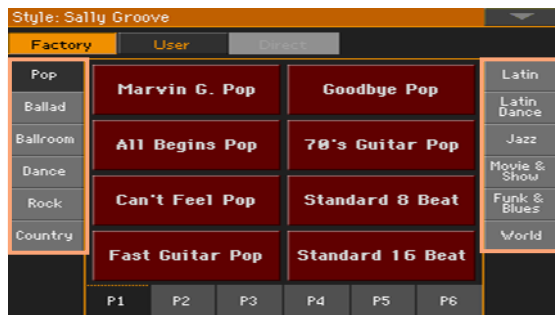 Style: Sally Groove
Factory
User
Direct
Pop
Ballad
Ballroom
Dance
Rock
Country
Marvin G. Pop
Goodbye Pop
All Begins Pop
70's Guitar Pop
Can't Feel Pop
Standard 8 Beat
Fast Guitar Pop
Standard 16 Beat
Latin
Latin
Dance
Jazz
Movie &
Show
Funk &
Blues
World
P1
P2
P3
P4
P5
P6